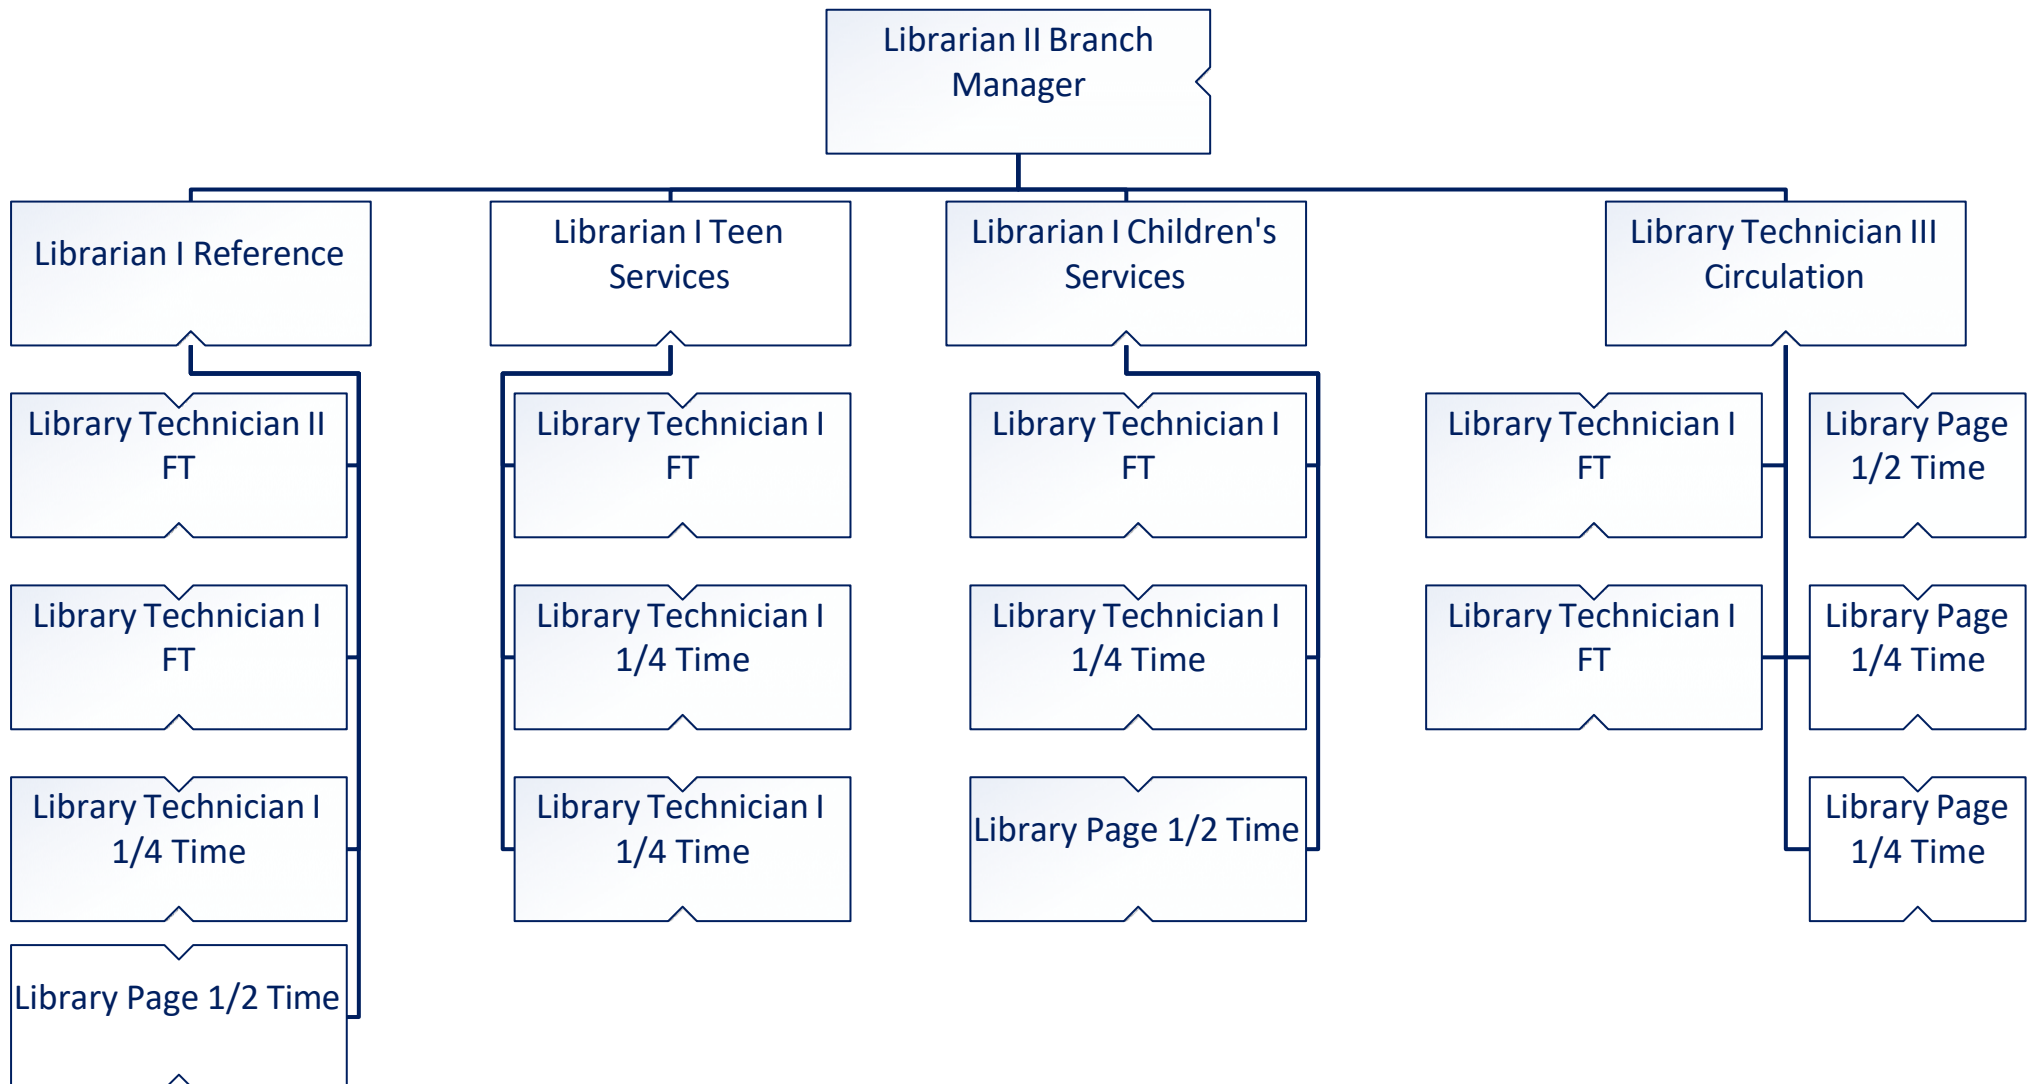 Librarian II Branch
Manager
Librarian I Reference
Librarian I Teen
Services
Librarian I Children's
Services
Library Technician III
Circulation
Library Technician II
FT
Library Technician I
FT
Library Technician I
1/4 Time
Library Page 1/2 Time
Library Technician I
FT
Library Technician I
1/4 Time
Library Technician I
1/4 Time
Library Technician I
FT
Library Technician I
1/4 Time
Library Page 1/2 Time
Library Technician I
FT
Library Technician I
FT
Library Page
1/2 Time
Library Page
1/4 Time
Library Page
1/4 Time